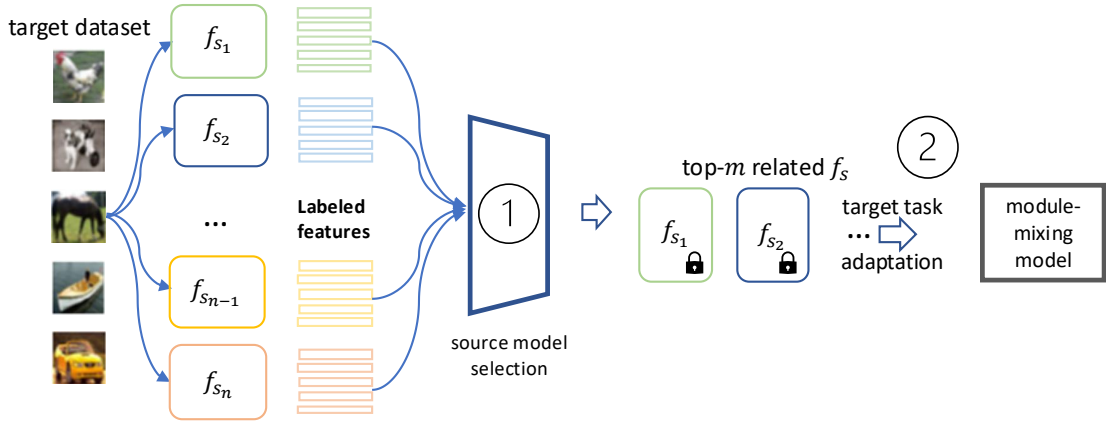 target dataset
f_{s_1}
f_{s_2}
...
f_{s_{n-1}}
f_{s_n}
Labeled
features
1
source model
selection
top-m related f_s
f_{s_1}
f_{s_2}
2
target task
...
adaptation
module-
mixing
model